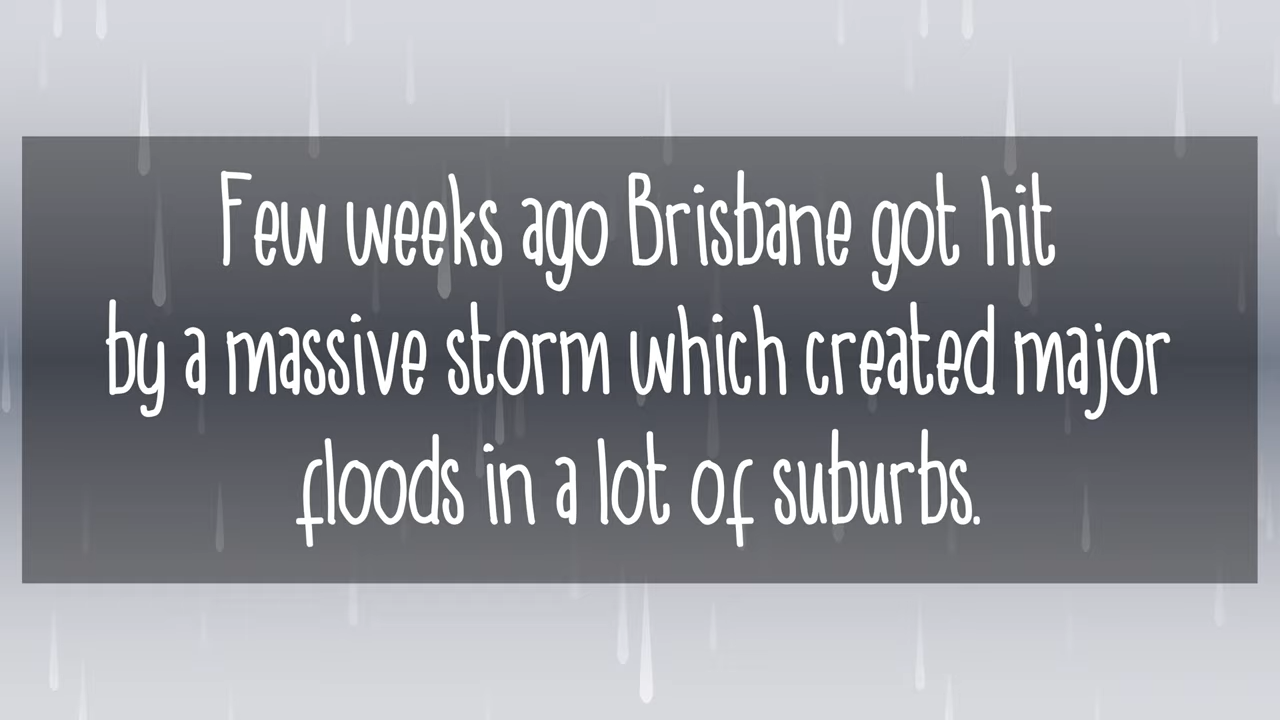 Few weeks ago Brisbane got hit
by a massive storm which created major
floods in a lot of suburbs.